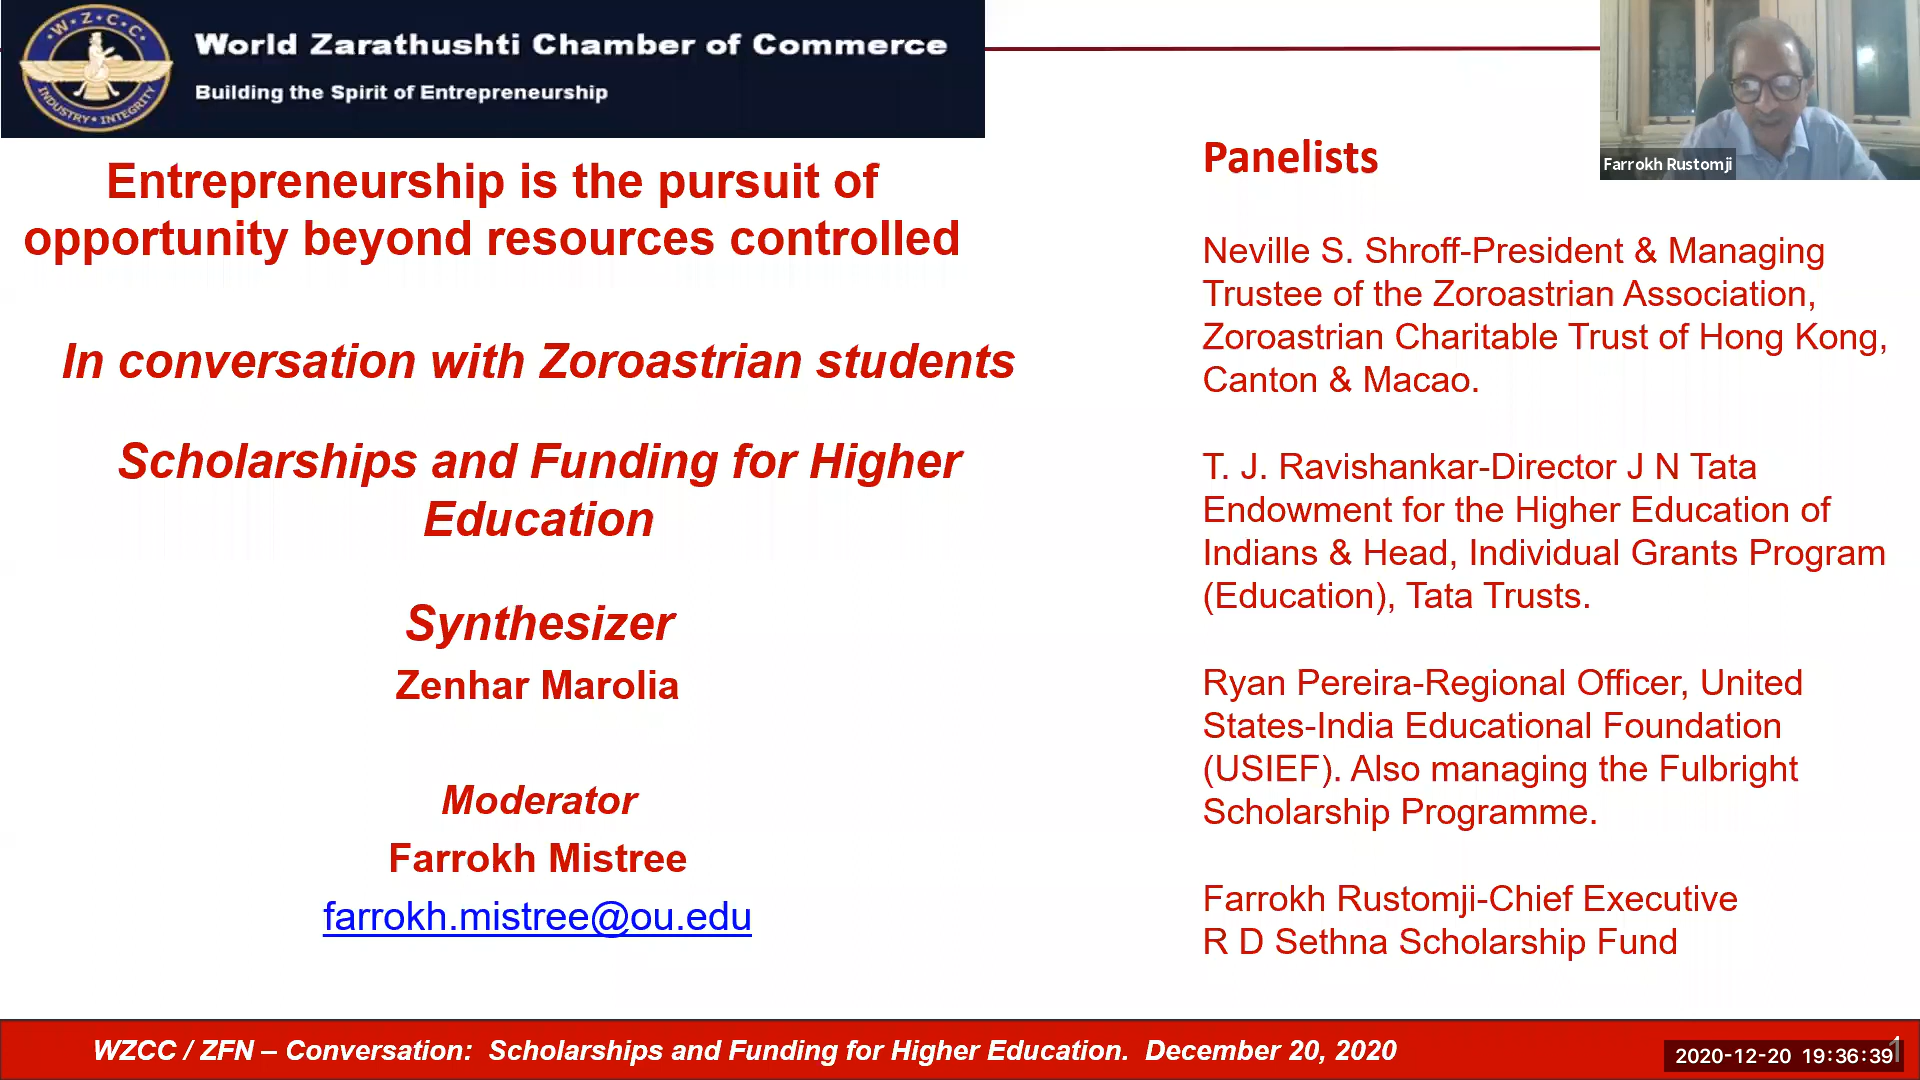 W·Z·C·C·
INDUSTRY·INTEGRITY
World Zarathushti Chamber of Commerce
Building the Spirit of Entrepreneurship
Entrepreneurship is the pursuit of
opportunity beyond resources controlled
In conversation with Zoroastrian students
Scholarships and Funding for Higher
Education
Synthesizer
Zenhar Marolia
Moderator
Farrokh Mistree
farrokh.mistree@ou.edu
Farrokh Rustomji
Panelists
Neville S. Shroff-President & Managing
Trustee of the Zoroastrian Association,
Zoroastrian Charitable Trust of Hong Kong,
Canton & Macao.
T. J. Ravishankar-Director J N Tata
Endowment for the Higher Education of
Indians & Head, Individual Grants Program
(Education), Tata Trusts.
Ryan Pereira-Regional Officer, United
States-India Educational Foundation
(USIEF). Also managing the Fulbright
Scholarship Programme.
Farrokh Rustomji-Chief Executive
R D Sethna Scholarship Fund
WZCC / ZFN – Conversation:  Scholarships and Funding for Higher Education.  December 20, 2020
1
2020-12-20 19:36:39